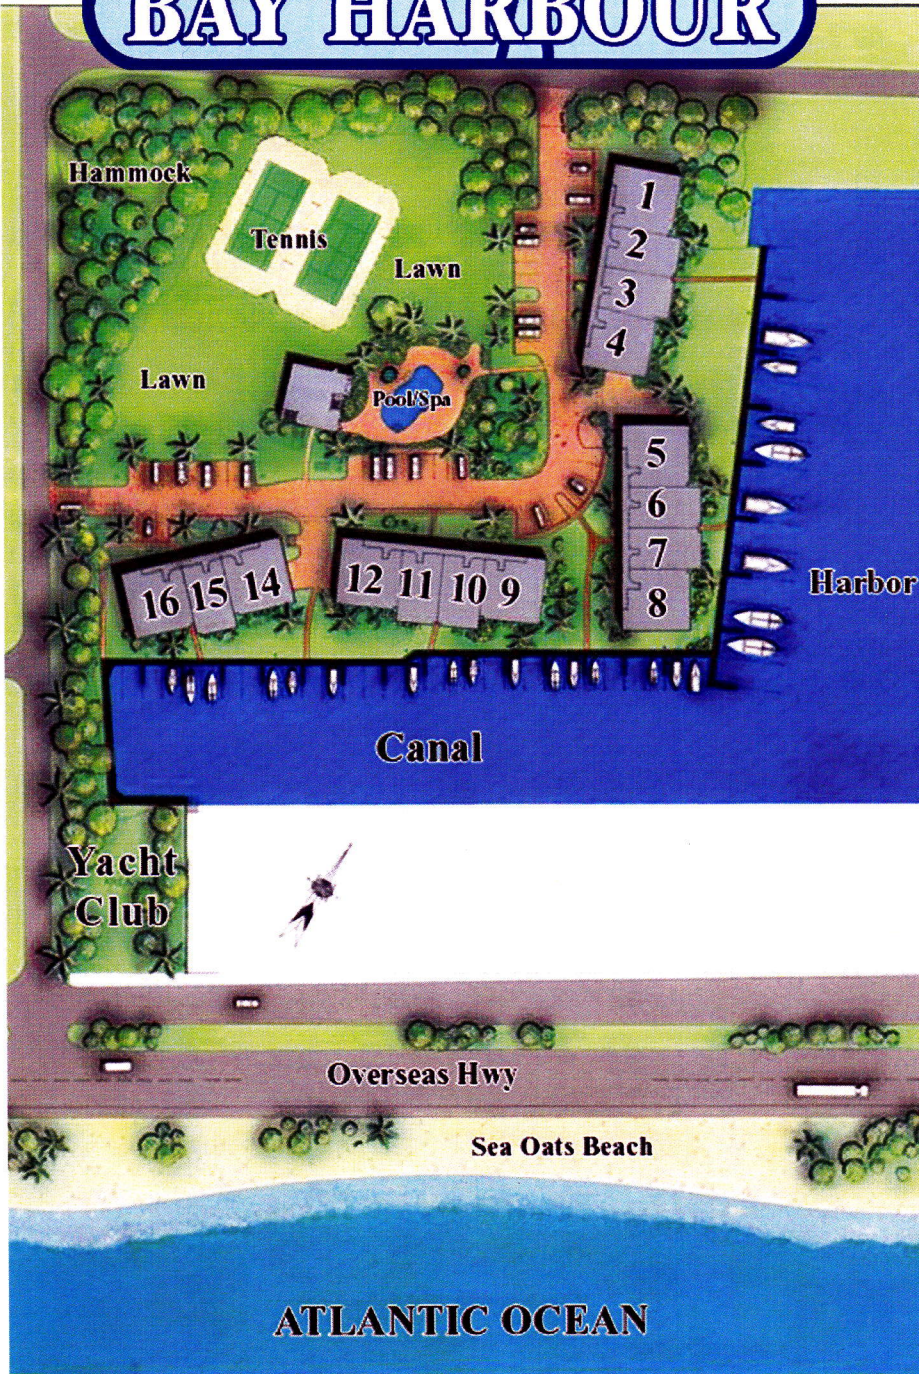 BAY HARBOUR
Hammock
Tennis
Lawn
Lawn
Pool/Spa
1
2
3
4
5
6
7
8
16 15 14
12 11 10 9
Harbor
Canal
Yacht
Club
Overseas Hwy
Sea Oats Beach
ATLANTIC OCEAN